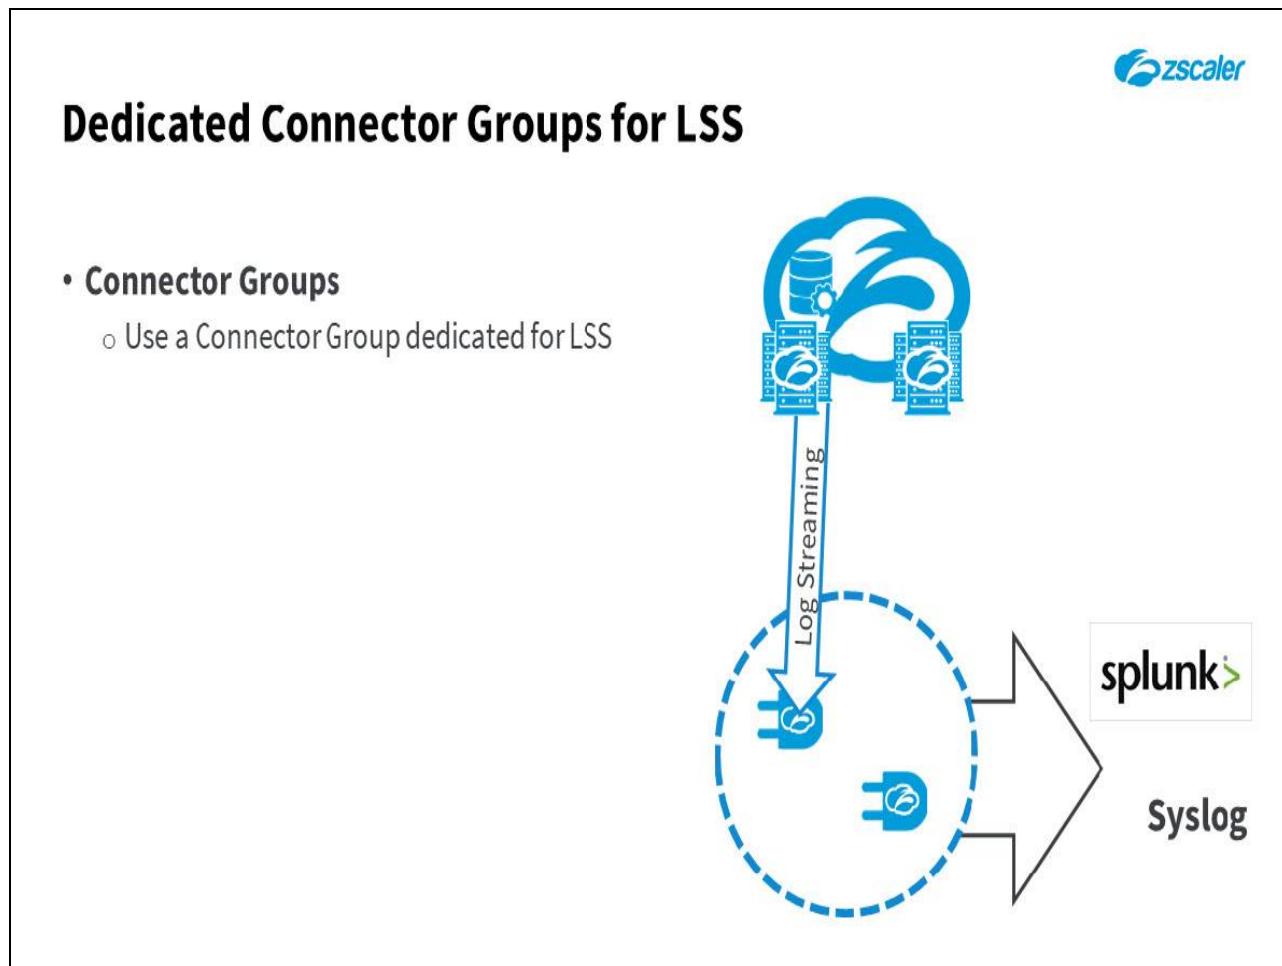 zscaler
Dedicated Connector Groups for LSS
• Connector Groups
o Use a Connector Group dedicated for LSS
Log Streaming
splunk>
Syslog